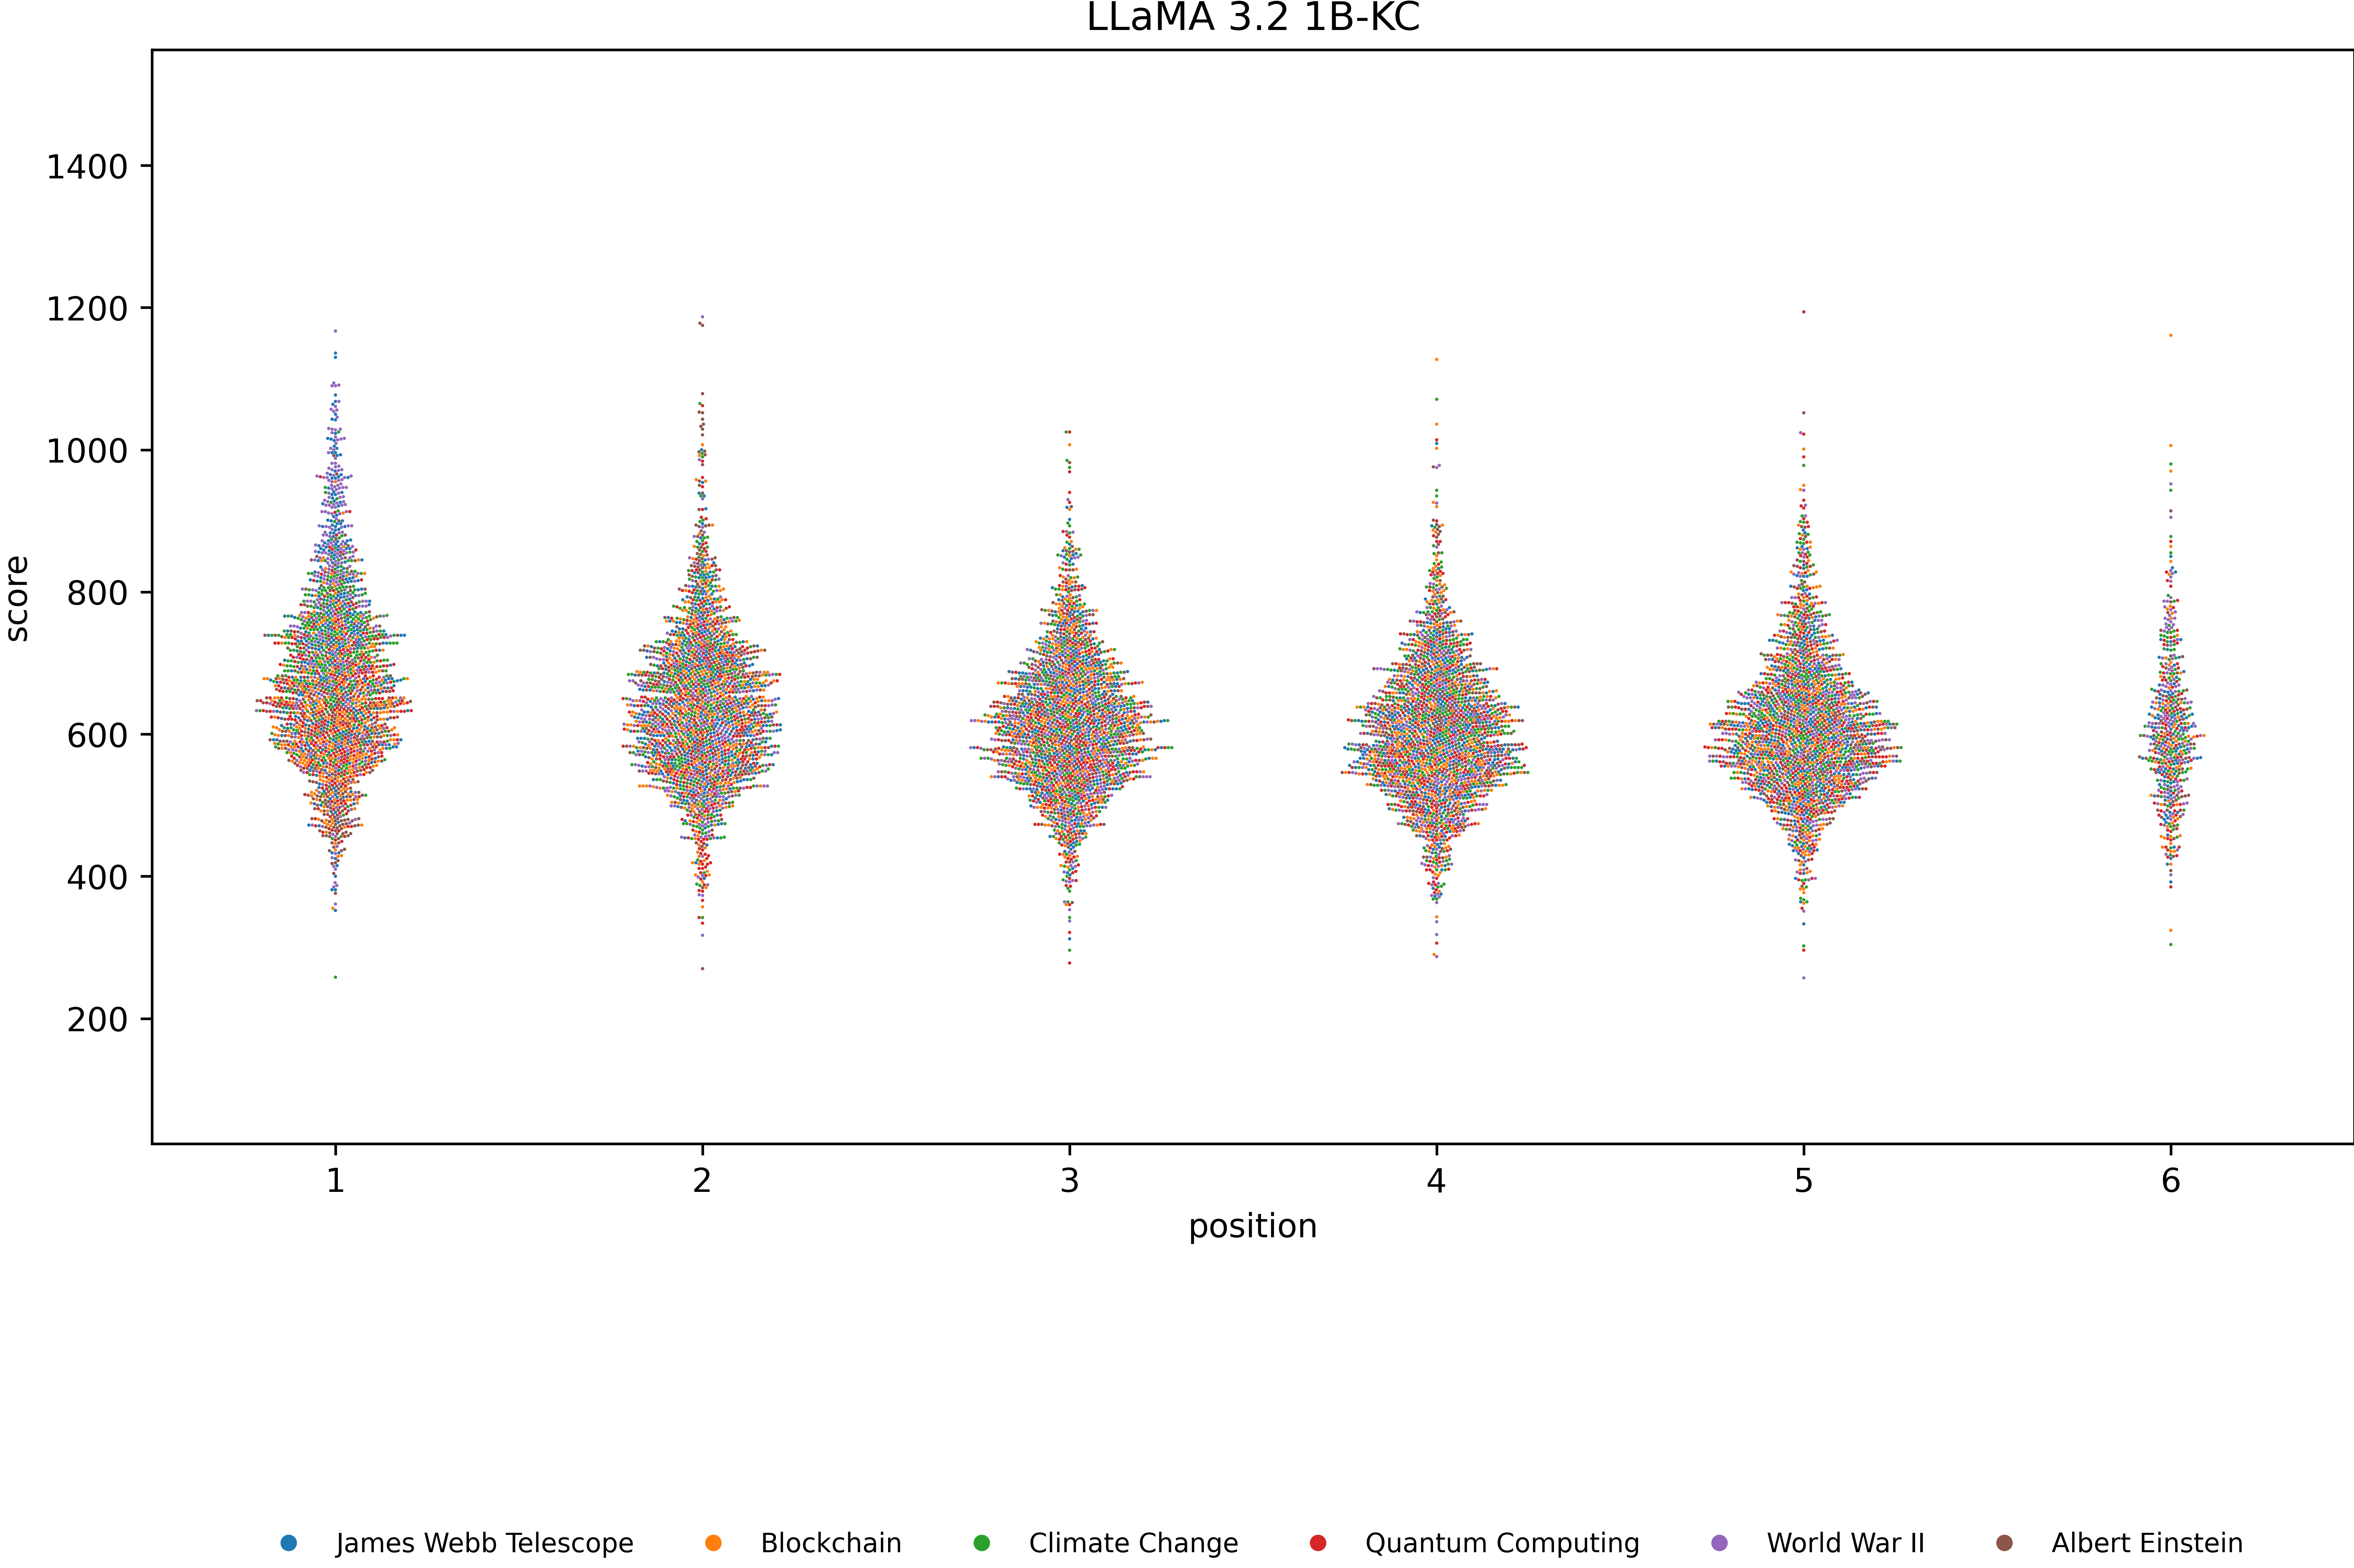 LLaMA 3.2 1B-KC
score
1400
1200
1000
800
600
400
200
1 2 3 4 5 6
position
James Webb Telescope Blockchain Climate Change Quantum Computing World War II Albert Einstein